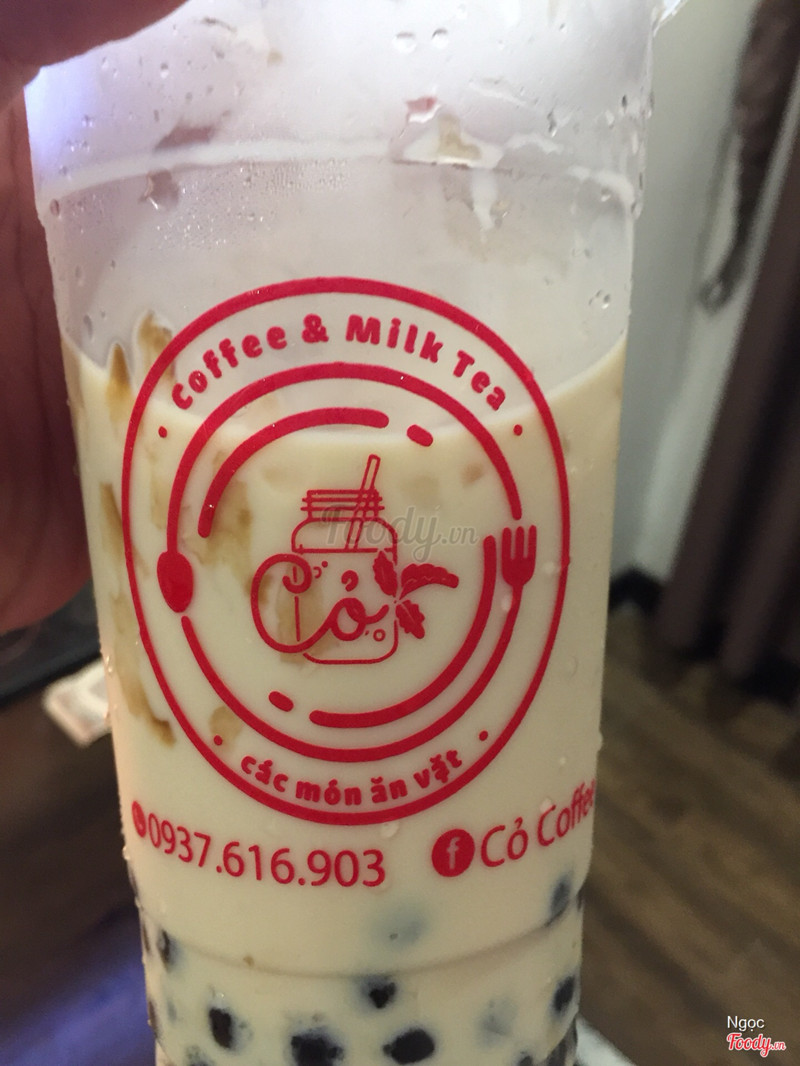 Coffee & Milk Tea
Foody.vn
Cỏ
các món ăn vặt
0937.616.903
Cỏ Coffee
Ngọc
Foody.vn